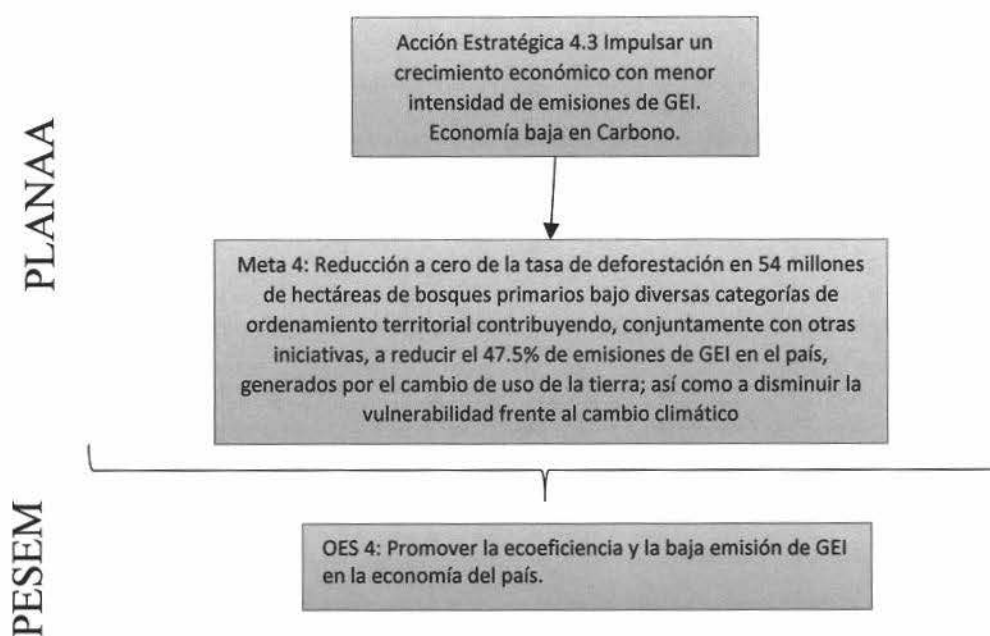 PLANAA
Acción Estratégica 4.3 Impulsar un
crecimiento económico con menor
intensidad de emisiones de GEI.
Economía baja en Carbono.
Meta 4: Reducción a cero de la tasa de deforestación en 54 millones
de hectáreas de bosques primarios bajo diversas categorías de
ordenamiento territorial contribuyendo, conjuntamente con otras
iniciativas, a reducir el 47.5% de emisiones de GEI en el país,
generados por el cambio de uso de la tierra; así como a disminuir la
vulnerabilidad frente al cambio climático
PESEM
OES 4: Promover la ecoeficiencia y la baja emisión de GEI
en la economía del país.